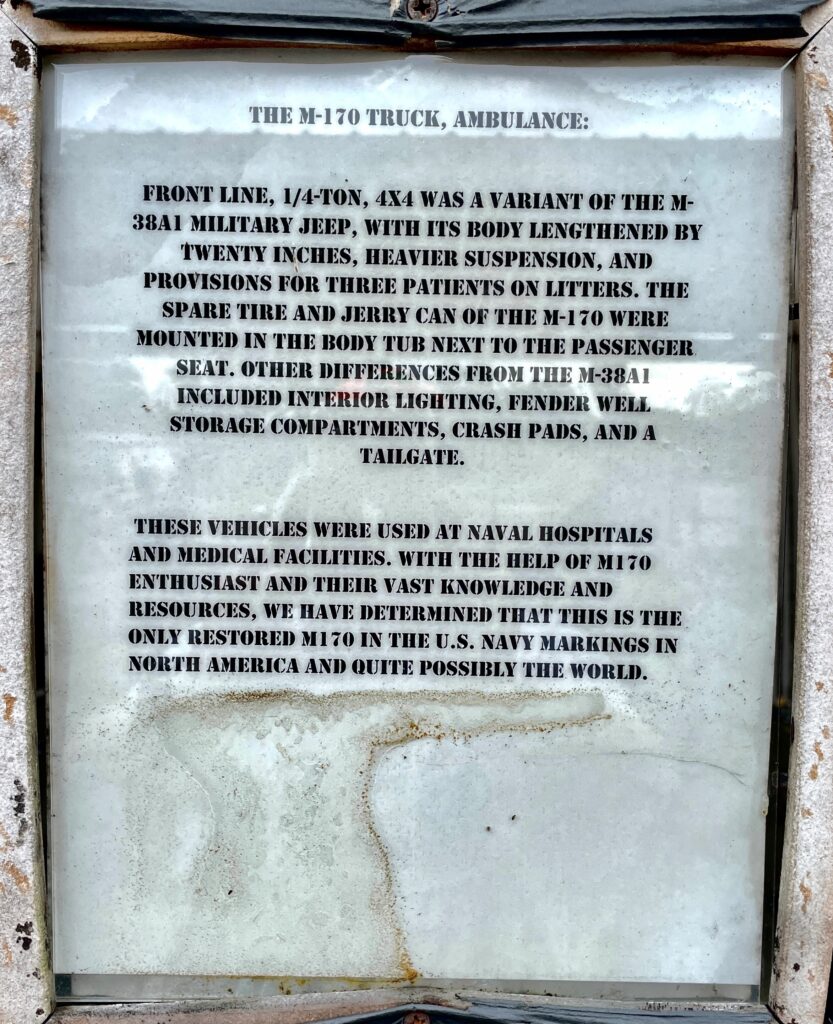 THE M-170 TRUCK, AMBULANCE:
FRONT LINE, 1/4-TON, 4X4 WAS A VARIANT OF THE M-
38A1 MILITARY JEEP, WITH ITS BODY LENGTHENED BY
TWENTY INCHES, HEAVIER SUSPENSION, AND
PROVISIONS FOR THREE PATIENTS ON LITTERS. THE
SPARE TIRE AND JERRY CAN OF THE M-170 WERE
MOUNTED IN THE BODY TUB NEXT TO THE PASSENGER
SEAT. OTHER DIFFERENCES FROM THE M-38A1
INCLUDED INTERIOR LIGHTING, FENDER WELL
STORAGE COMPARTMENTS, CRASH PADS, AND A
TAILGATE.
THESE VEHICLES WERE USED AT NAVAL HOSPITALS
AND MEDICAL FACILITIES. WITH THE HELP OF M170
ENTHUSIAST AND THEIR VAST KNOWLEDGE AND
RESOURCES, WE HAVE DETERMINED THAT THIS IS THE
ONLY RESTORED M170 IN THE U.S. NAVY MARKINGS IN
NORTH AMERICA AND QUITE POSSIBLY THE WORLD.